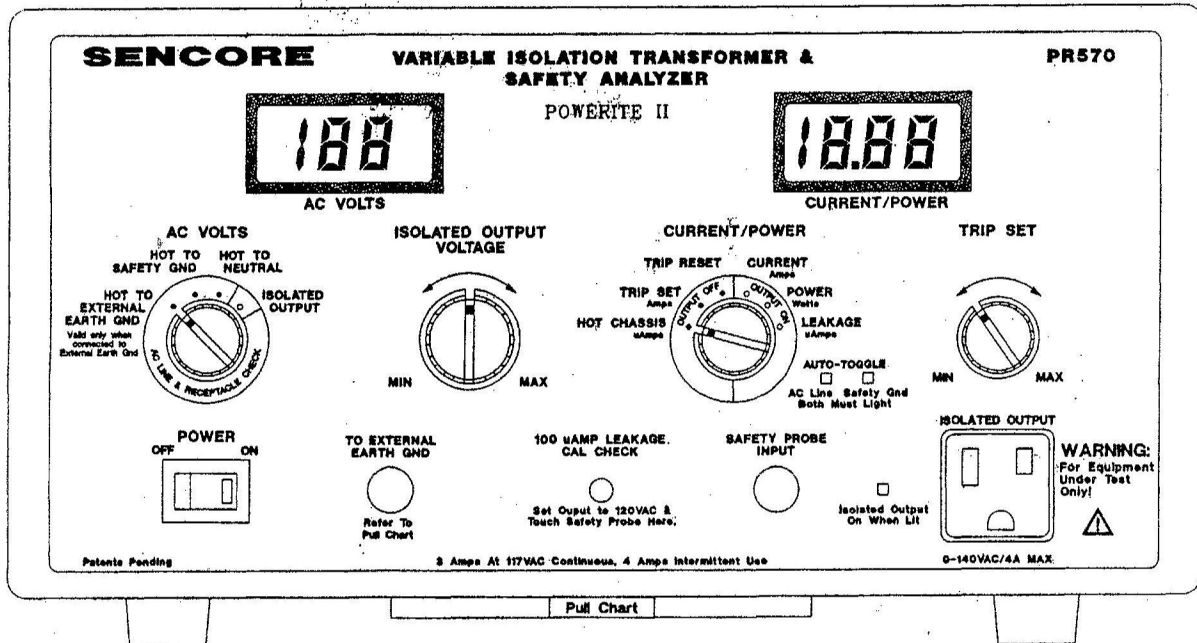 SENCORE
VARIABLE ISOLATION TRANSFORMER &
SAFETY ANALYZER
PR570
POWERITE II
188
18.88
AC VOLTS
CURRENT/POWER
AC VOLTS
HOT TO
SAFETY GND
HOT TO
NEUTRAL
HOT TO
EXTERNAL
EARTH GND
Valid only when
connected to
External Earth Gnd
ISOLATED
OUTPUT
AC LINE & RECEPTACLE CHECK
ISOLATED OUTPUT
VOLTAGE
MIN
MAX
CURRENT/POWER
TRIP RESET
CURRENT
Amps
TRIP SET
Amps
POWER
Watts
HOT CHASSIS
uAmps
LEAKAGE
uAmps
OUTPUT OFF
OUTPUT ON
AUTO-TOGGLE
AC Line Safety Gnd
Both Must Light
TRIP SET
MIN
MAX
POWER
OFF
ON
TO EXTERNAL
EARTH GND
Refer To
Pull Chart
100 uAMP LEAKAGE.
CAL CHECK
Set Ouput to 120VAC &
Touch Safety Probe Here.
SAFETY PROBE
INPUT
Isolated Output
On When Lit
ISOLATED OUTPUT
WARNING:
For Equipment
Under Test
Only!
Patents Pending
3 Amps At 117VAC Continuous, 4 Amps Intermittent Use
0-140VAC/4A MAX
Pull Chart